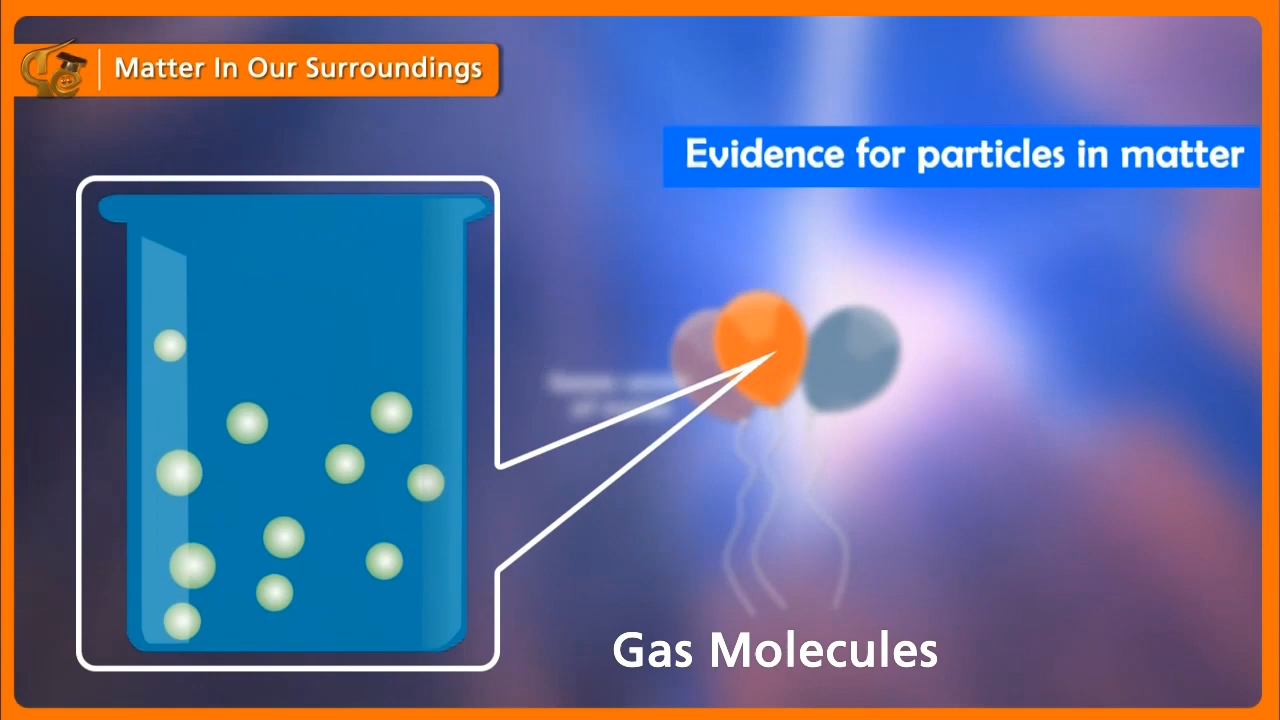 Matter In Our Surroundings
Evidence for particles in matter
Gas Molecules